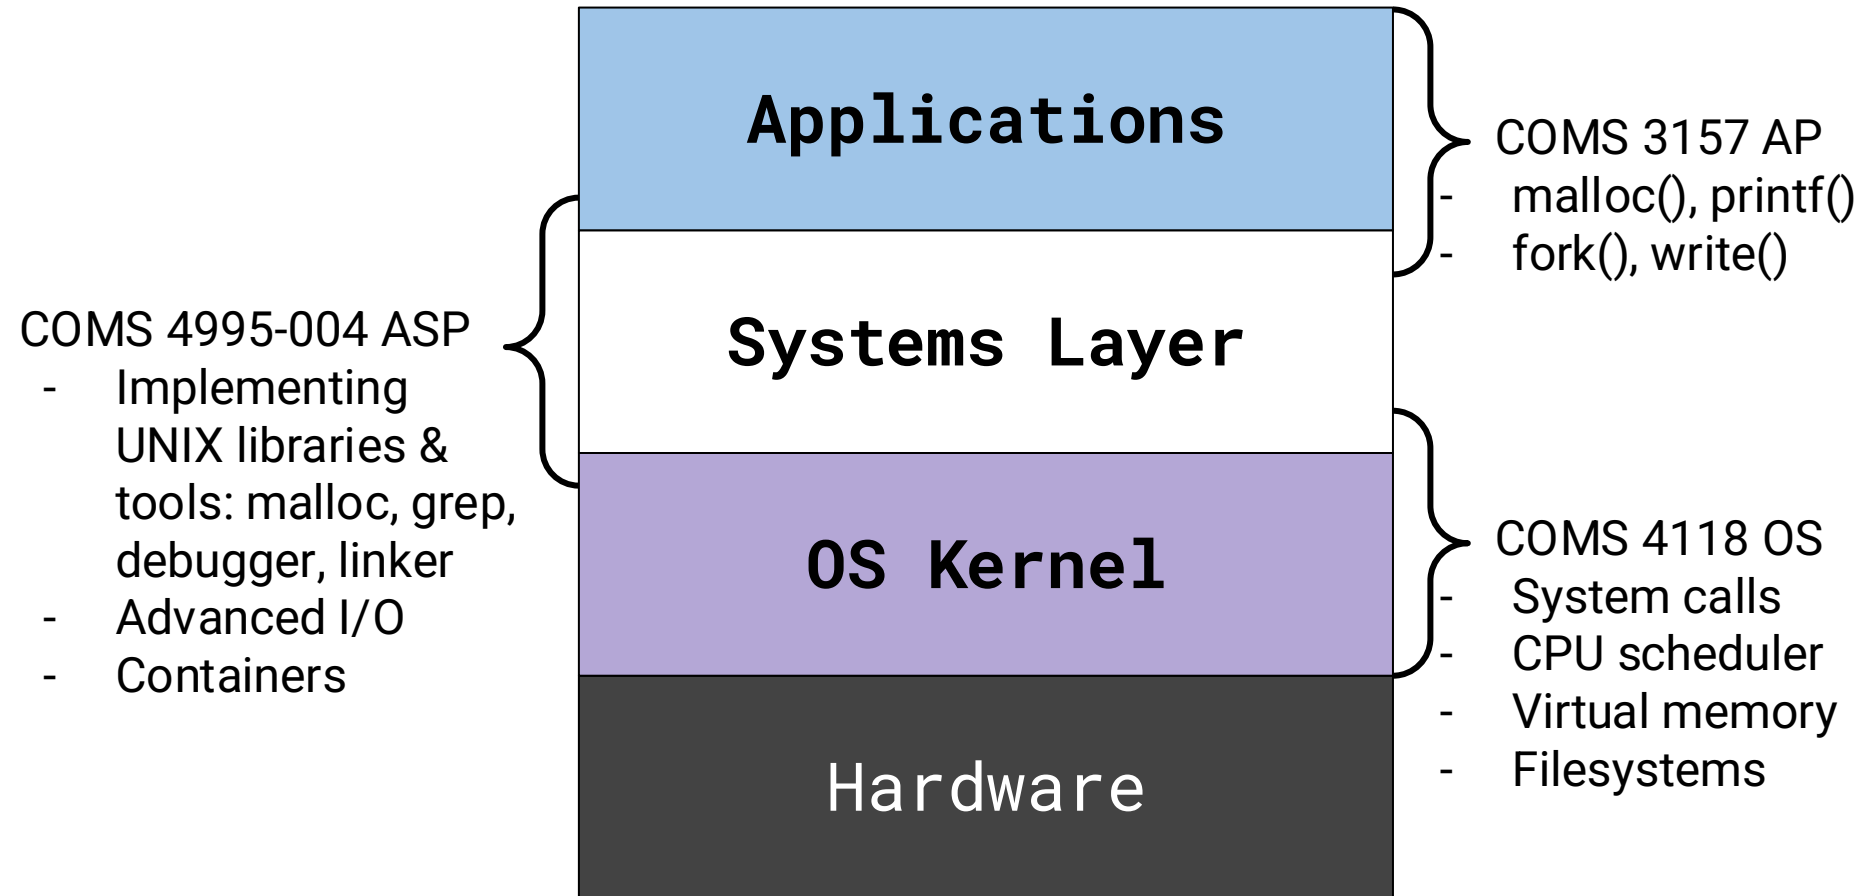 Applications
Systems Layer
OS Kernel
Hardware
COMS 4995-004 ASP
- Implementing
UNIX libraries &
tools: malloc, grep,
debugger, linker
- Advanced I/O
- Containers
COMS 3157 AP
- malloc(), printf()
- fork(), write()
COMS 4118 OS
- System calls
- CPU scheduler
- Virtual memory
- Filesystems